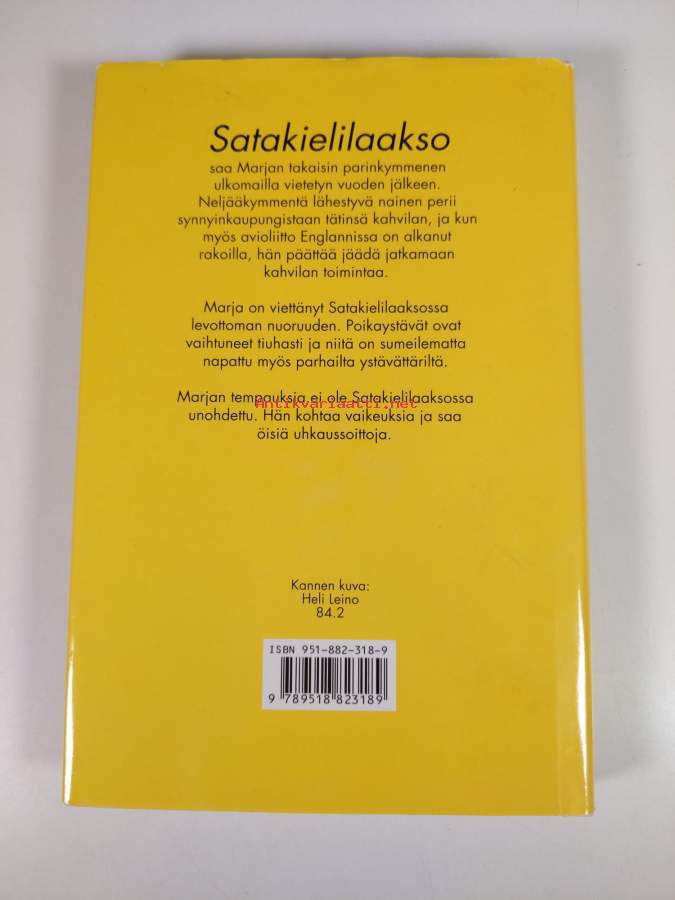 Satakielilaakso
saa Marjan takaisin parinkymmenen
ulkomailla vietetyn vuoden jälkeen.
Neljääkymmentä lähestyvä nainen perii
synnyinkaupungistaan tätinsä kahvilan, ja kun
myös avioliitto Englannissa on alkanut
rakoilla, hän päättää jäädä jatkamaan
kahvilan toimintaa.
Marja on viettänyt Satakielilaaksossa
levottoman nuoruuden. Poikaystävät ovat
vaihtuneet tiuhasti ja niitä on sumeilematta
napattu myös parhailta ystävättäriltä.
Marjan tempauksia ei ole Satakielilaaksossa
Antikvariaatti.net
unohdettu. Hän kohtaa vaikeuksia ja saa
öisiä uhkaussoittoja.
Kannen kuva:
Heli Leino
84.2
ISBN 951-882-318-9
9 789518 823189